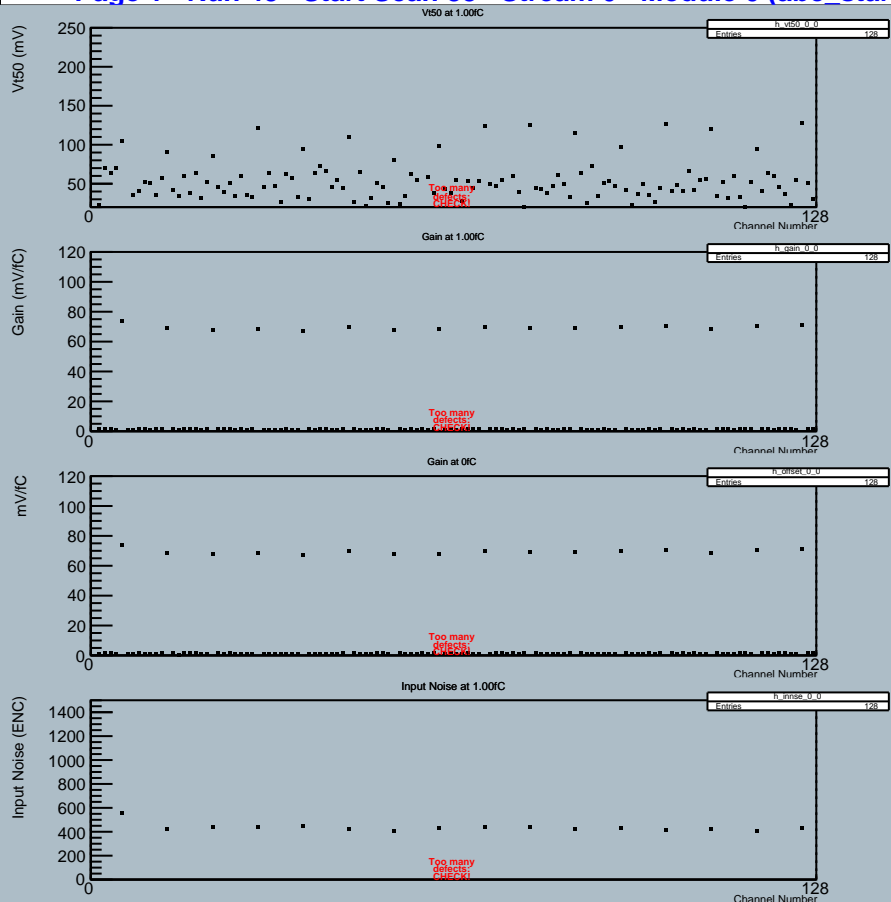 Vt50 at 1.00fC
h_vt50_0_0
Entries 128
Vt50 (mV)
250
200
150
100
50
Too many
defects:
CHECK!
0
128
Channel Number
Gain at 1.00fC
h_gain_0_0
Entries 128
Gain (mV/fC)
120
100
80
60
40
20
0
Too many
defects:
CHECK!
0
128
Channel Number
Gain at 0fC
h_offset_0_0
Entries 128
mV/fC
120
100
80
60
40
20
0
Too many
defects:
CHECK!
0
128
Channel Number
Input Noise at 1.00fC
h_innse_0_0
Entries 128
Input Noise (ENC)
1400
1200
1000
800
600
400
200
0
Too many
defects:
CHECK!
0
128
Channel Number